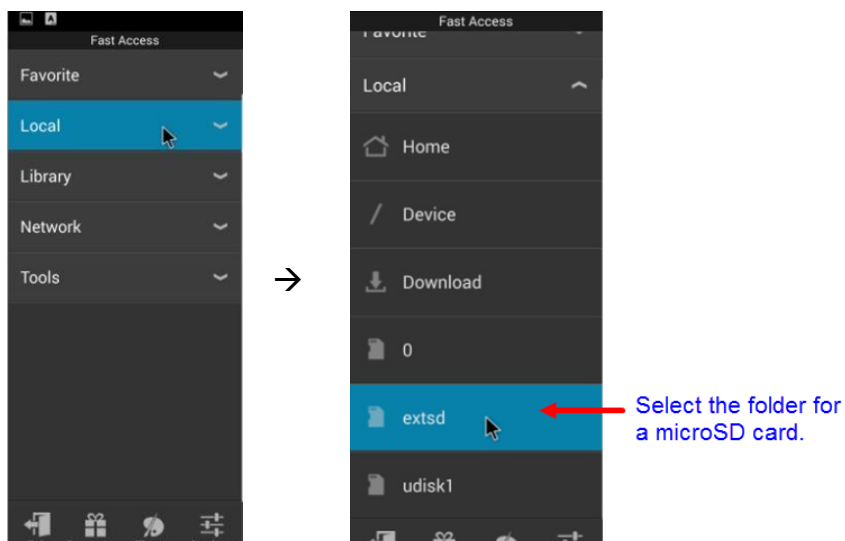 Fast Access
Favorite
Local
Library
Network
Tools
→
Fast Access
Favorite
Local
Home
Device
Download
0
extsd
udisk1
Select the folder for
a microSD card.